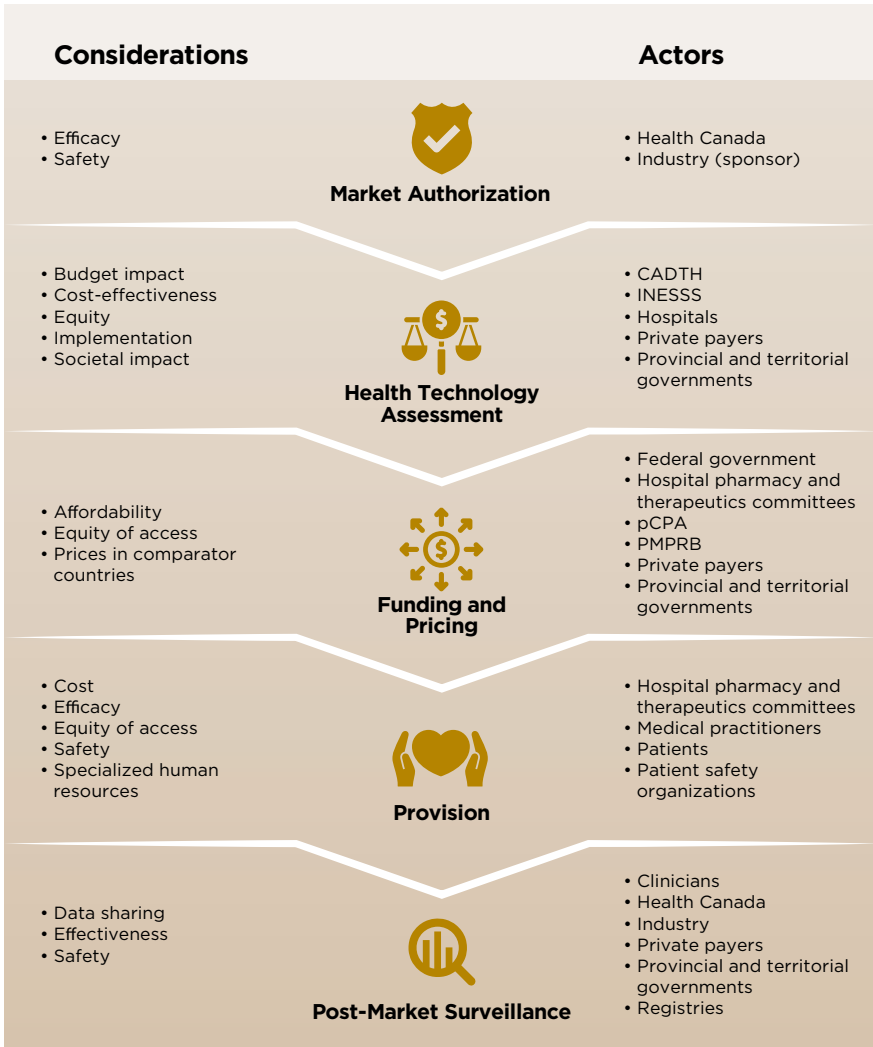 Considerations
Actors
• Efficacy
• Safety
Market Authorization
• Health Canada
• Industry (sponsor)
• Budget impact
• Cost-effectiveness
• Equity
• Implementation
• Societal impact
Health Technology
Assessment
• CADTH
• INESSS
• Hospitals
• Private payers
• Provincial and territorial
governments
• Affordability
• Equity of access
• Prices in comparator
countries
$
Funding and
Pricing
• Federal government
• Hospital pharmacy and
therapeutics committees
• pCPA
• PMPRB
• Private payers
• Provincial and territorial
governments
• Cost
• Efficacy
• Equity of access
• Safety
• Specialized human
resources
Provision
• Hospital pharmacy and
therapeutics committees
• Medical practitioners
• Patients
• Patient safety
organizations
• Data sharing
• Effectiveness
• Safety
Post-Market Surveillance
• Clinicians
• Health Canada
• Industry
• Private payers
• Provincial and territorial
governments
• Registries